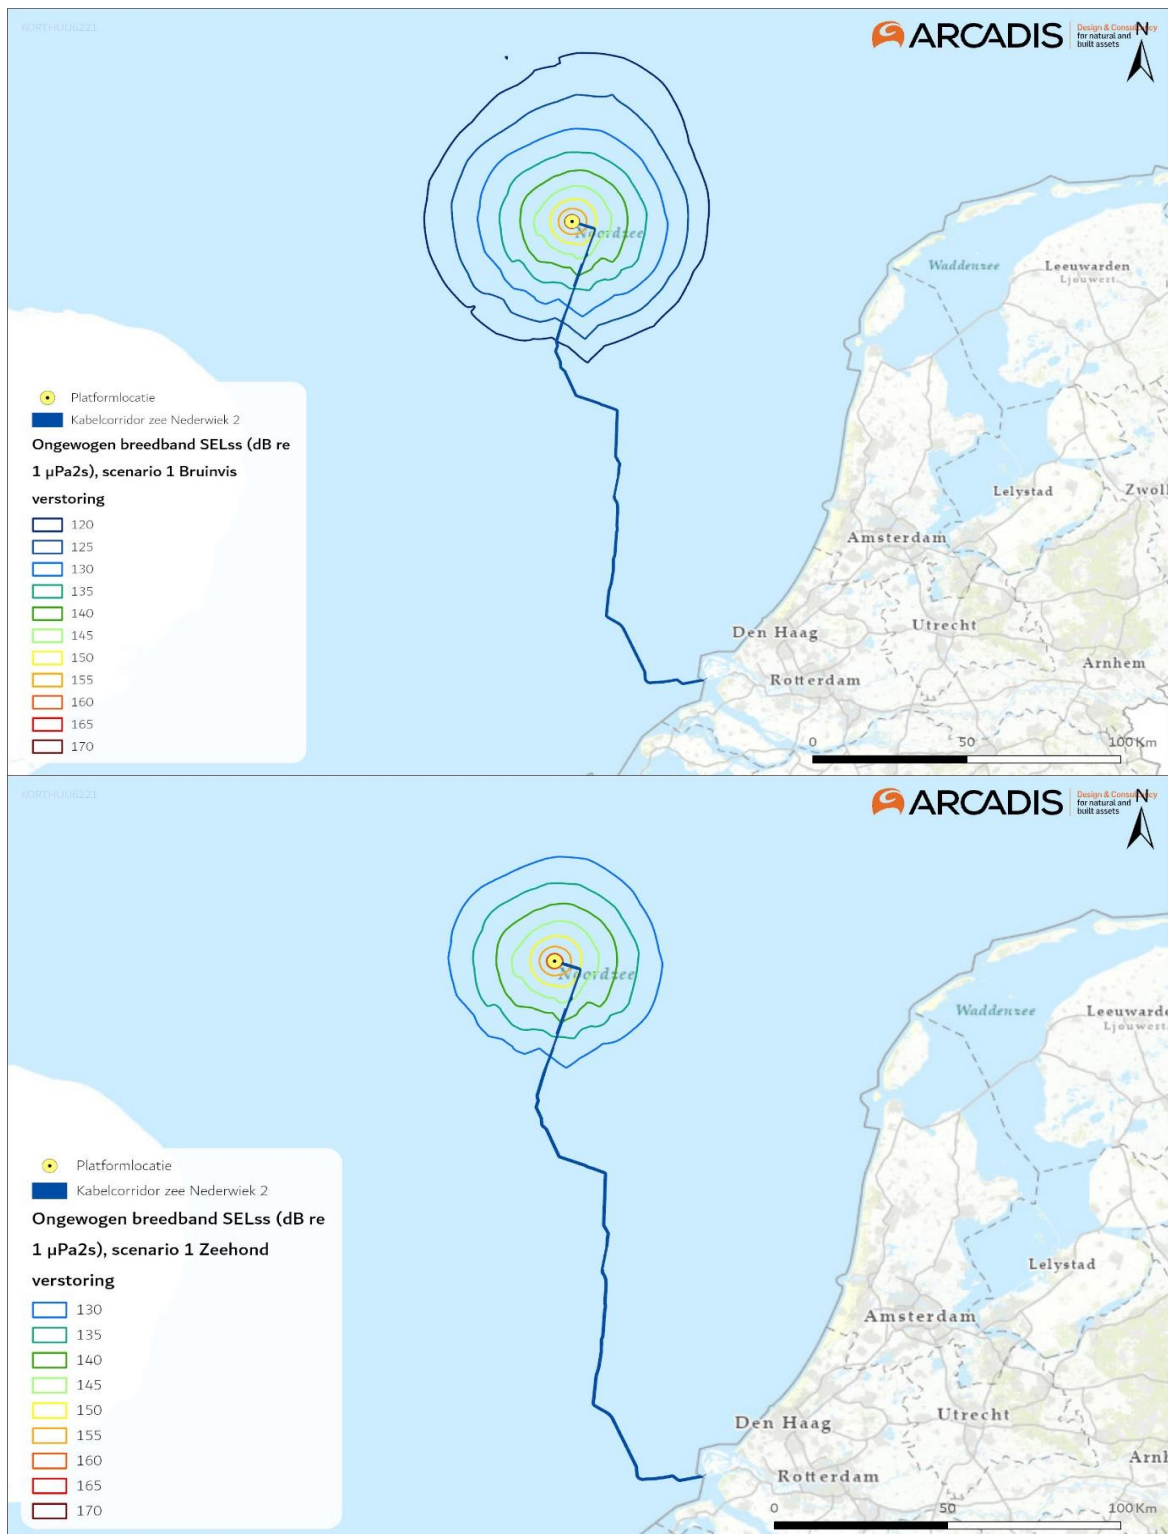 KORTHUIJ6221
ARCADIS
Design & Consultancy
for natural and
built assets
N
Noordzee
Waddenzee
Leeuwarden
Ljouwert
Platformlocatie
Kabelcorridor zee Nederwiek 2
Ongewogen breedband SELss (dB re
1 µPa2s), scenario 1 Bruinvis
verstoring
120
125
130
135
140
145
150
155
160
165
170
Lelystad
Zwoll
Amsterdam
Den Haag
Utrecht
Arnhem
Rotterdam
0 50 100 Km
KORTHUIJ6221
ARCADIS
Design & Consultancy
for natural and
built assets
N
Noordzee
Waddenzee
Leeuwarde
Ljouwert
Platformlocatie
Kabelcorridor zee Nederwiek 2
Ongewogen breedband SELss (dB re
1 µPa2s), scenario 1 Zeehond
verstoring
130
135
140
145
150
155
160
165
170
Lelystad
Amsterdam
Den Haag
Utrecht
Arnh
Rotterdam
0 50 100 Km